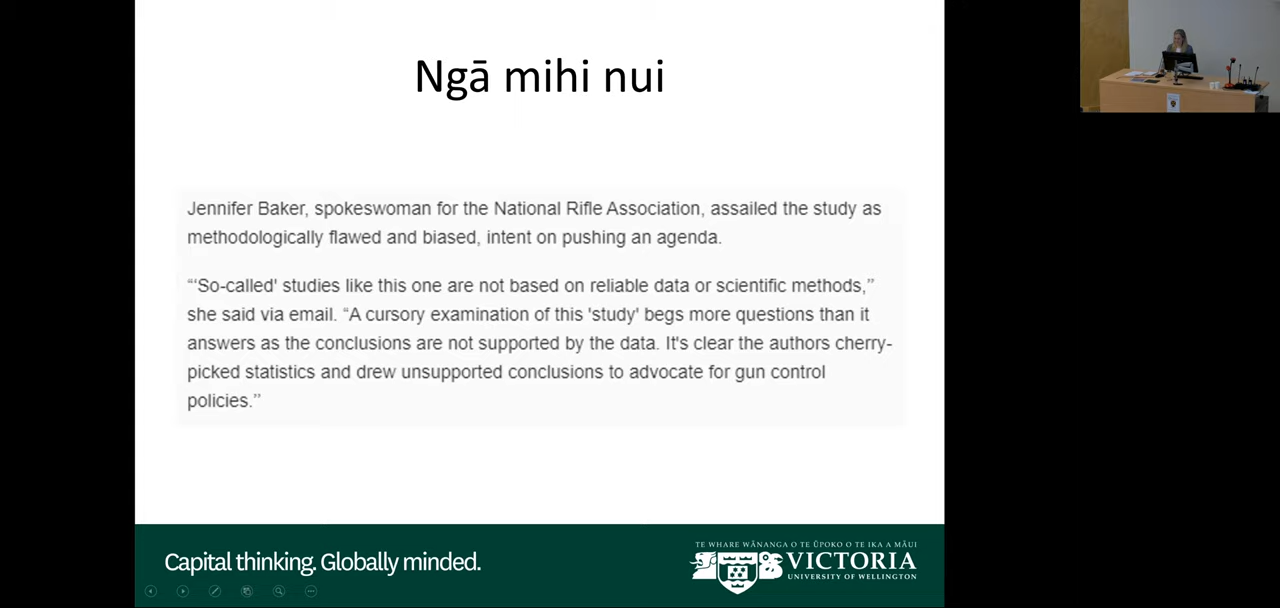 Ngā mihi nui
Jennifer Baker, spokeswoman for the National Rifle Association, assailed the study as
methodologically flawed and biased, intent on pushing an agenda.
“‘So-called' studies like this one are not based on reliable data or scientific methods,”
she said via email. “A cursory examination of this 'study' begs more questions than it
answers as the conclusions are not supported by the data. It's clear the authors cherry-
picked statistics and drew unsupported conclusions to advocate for gun control
policies.”
Capital thinking. Globally minded.
TE WHARE WĀNANGA O TE ŪPOKO O TE IKA A MĀUI
VICTORIA
UNIVERSITY OF WELLINGTON